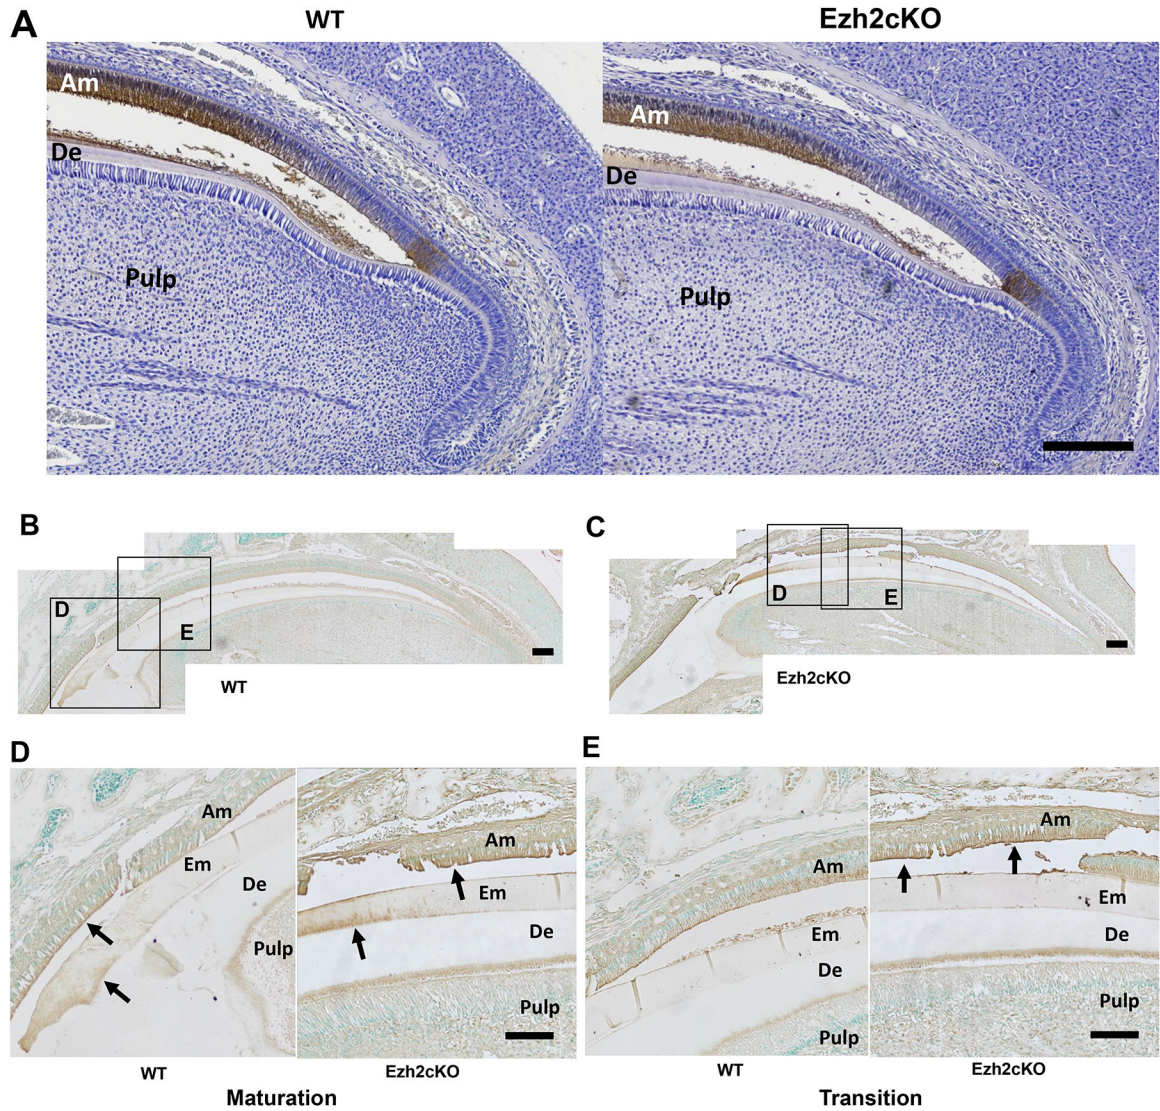 A
WT
Ezh2cKO
Am
De
Pulp
Am
De
Pulp
B
D
E
WT
C
D
E
Ezh2cKO
D
Am
Em
De
Pulp
WT
Am
Em
De
Pulp
Ezh2cKO
Maturation
E
Am
Em
De
Pulp
WT
Am
Em
De
Pulp
Ezh2cKO
Transition